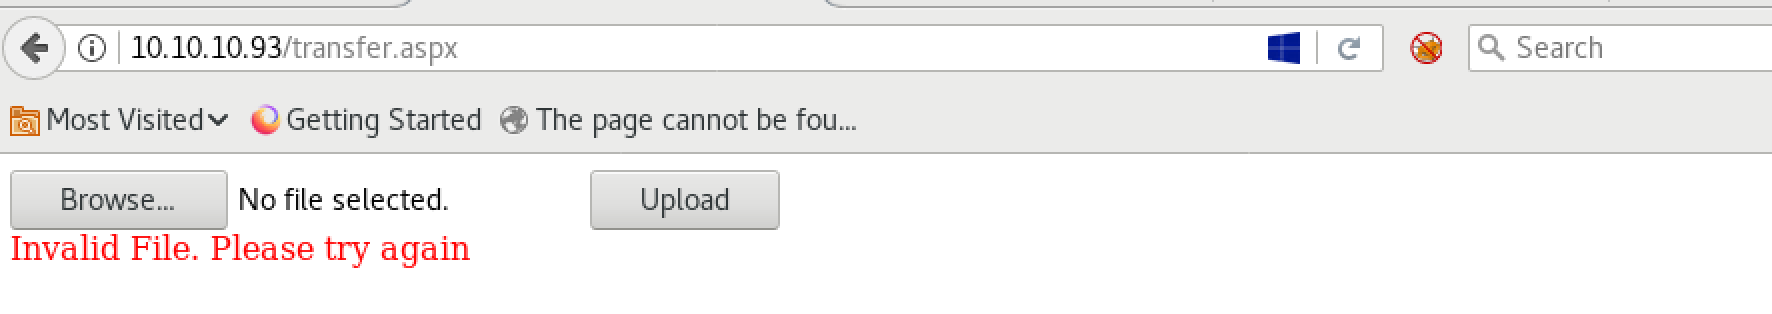 10.10.10.93/transfer.aspx Search
Most Visited Getting Started The page cannot be fou...
Browse... No file selected. Upload
Invalid File. Please try again